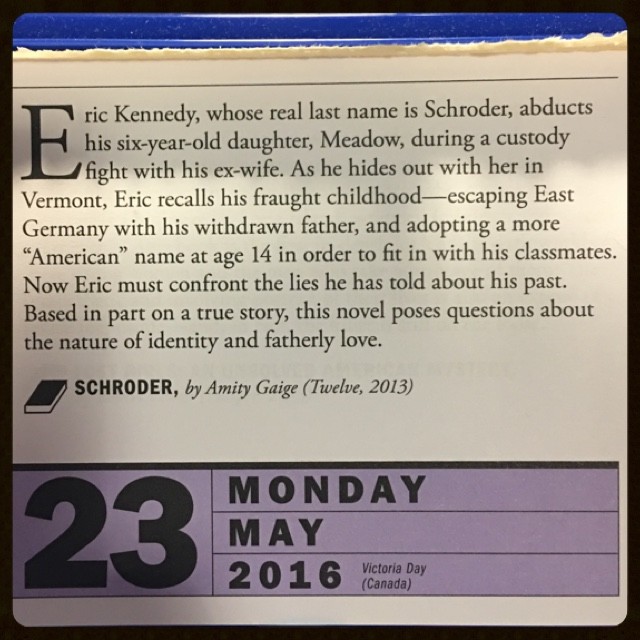 Eric Kennedy, whose real last name is Schroder, abducts
his six-year-old daughter, Meadow, during a custody
fight with his ex-wife. As he hides out with her in
Vermont, Eric recalls his fraught childhood—escaping East
Germany with his withdrawn father, and adopting a more
“American” name at age 14 in order to fit in with his classmates.
Now Eric must confront the lies he has told about his past.
Based in part on a true story, this novel poses questions about
the nature of identity and fatherly love.
SCHRODER, by Amity Gaige (Twelve, 2013)
23
MONDAY
MAY
2016
Victoria Day
(Canada)